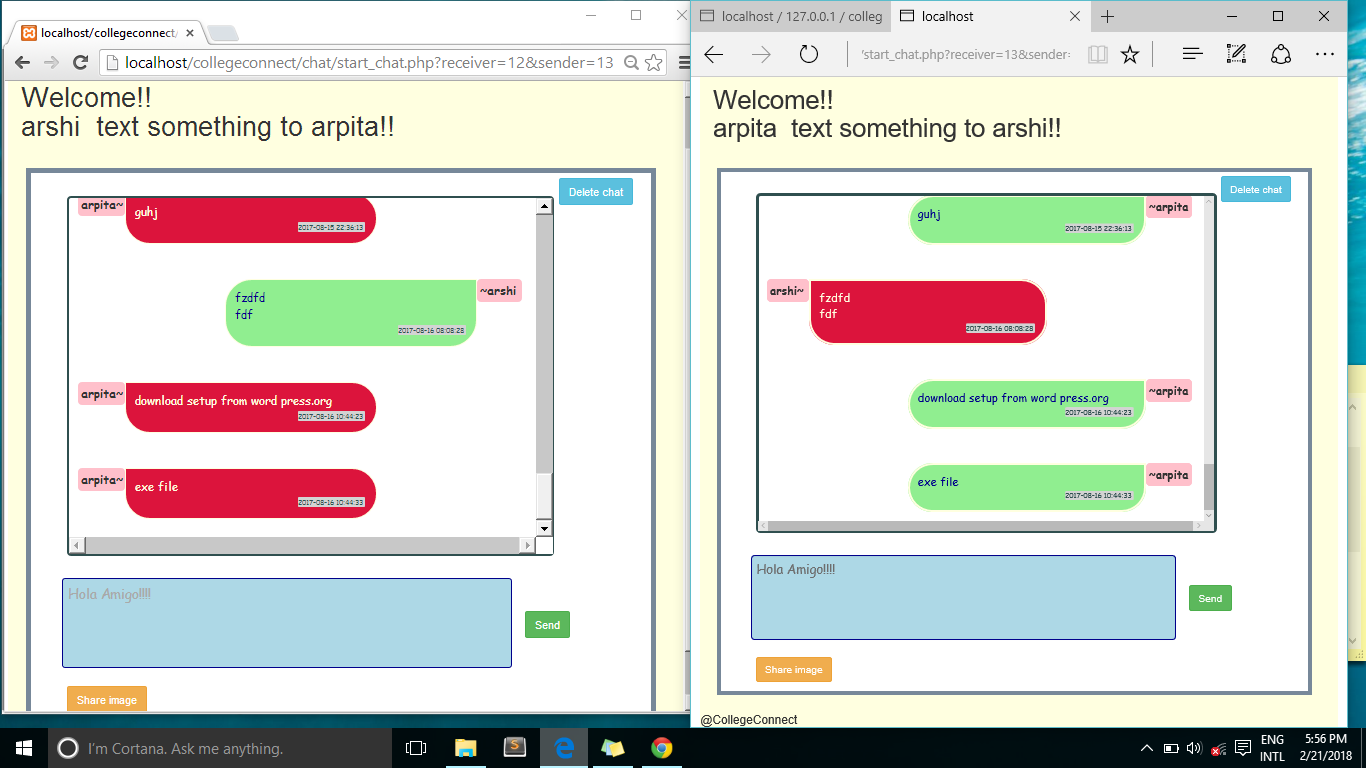 localhost/collegeconnect/
localhost/collegeconnect/chat/start_chat.php?receiver=12&sender=13
Welcome!!
arshi text something to arpita!!
Delete chat
arpita~
guhj
2017-08-15 22:36:13
~arshi
fzdfd
fdf
2017-08-16 08:08:28
arpita~
download setup from word press.org
2017-08-16 10:44:23
arpita~
exe file
2017-08-16 10:44:33
Hola Amigo!!!!
Send
Share image
localhost / 127.0.0.1 / colleg
localhost
start_chat.php?receiver=13&sender=
Welcome!!
arpita text something to arshi!!
Delete chat
guhj
~arpita
2017-08-15 22:36:13
arshi~
fzdfd
fdf
2017-08-16 08:08:28
~arpita
download setup from word press.org
2017-08-16 10:44:23
~arpita
exe file
2017-08-16 10:44:33
Hola Amigo!!!!
Send
Share image
@CollegeConnect
I'm Cortana. Ask me anything.
ENG
INTL
5:56 PM
2/21/2018